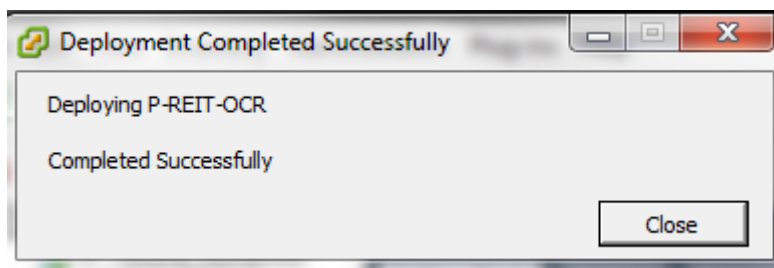 Deployment Completed Successfully
Deploying P-REIT-OCR
Completed Successfully
Close